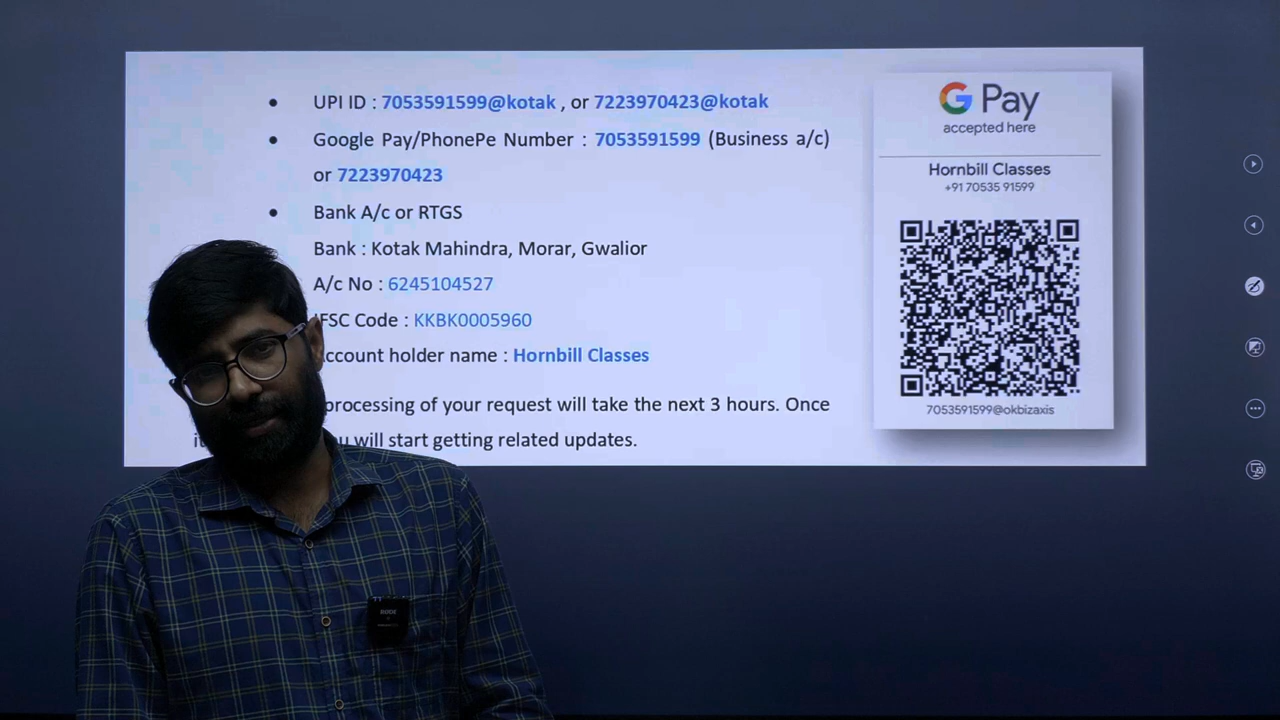 UPI ID : 7053591599@kotak , or 7223970423@kotak
Google Pay/PhonePe Number : 7053591599 (Business a/c)
or 7223970423
Bank A/c or RTGS
Bank : Kotak Mahindra, Morar, Gwalior
A/c No : 6245104527
IFSC Code : KKBK0005960
Account holder name : Hornbill Classes
processing of your request will take the next 3 hours. Once
will start getting related updates.
G Pay
accepted here
Hornbill Classes
+91 70535 91599
7053591599@okbizaxis
RODE